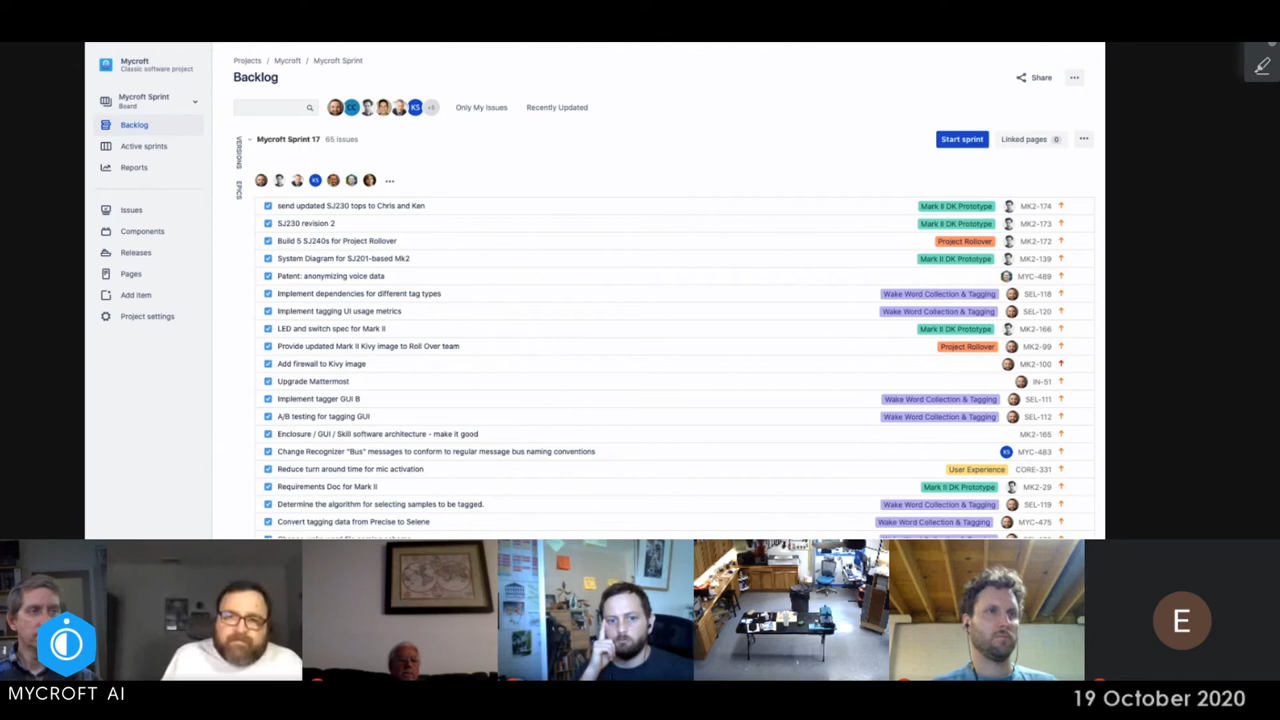 Mycroft
Classic software project
Mycroft Sprint
Board
Backlog
Active sprints
Reports
Issues
Components
Releases
Pages
Add item
Project settings
Projects / Mycroft / Mycroft Sprint
Backlog
Share
CC KS +5 Only My Issues Recently Updated
VERSIONS
EPICS
Mycroft Sprint 17 65 issues
Start sprint Linked pages 0
KS
send updated SJ230 tops to Chris and Ken Mark II DK Prototype MK2-174
SJ230 revision 2 Mark II DK Prototype MK2-173
Build 5 SJ240s for Project Rollover Project Rollover MK2-172
System Diagram for SJ201-based Mk2 Mark II DK Prototype MK2-139
Patent: anonymizing voice data MYC-489
Implement dependencies for different tag types Wake Word Collection & Tagging SEL-118
Implement tagging UI usage metrics Wake Word Collection & Tagging SEL-120
LED and switch spec for Mark II Mark II DK Prototype MK2-166
Provide updated Mark II Kivy image to Roll Over team Project Rollover MK2-99
Add firewall to Kivy image MK2-100
Upgrade Mattermost IN-51
Implement tagger GUI B Wake Word Collection & Tagging SEL-111
A/B testing for tagging GUI Wake Word Collection & Tagging SEL-112
Enclosure / GUI / Skill software architecture - make it good MK2-165
Change Recognizer "Bus" messages to conform to regular message bus naming conventions KS MYC-483
Reduce turn around time for mic activation User Experience CORE-331
Requirements Doc for Mark II Mark II DK Prototype MK2-29
Determine the algorithm for selecting samples to be tagged. Wake Word Collection & Tagging SEL-119
Convert tagging data from Precise to Selene Wake Word Collection & Tagging MYC-475
E
MYCROFT AI
19 October 2020